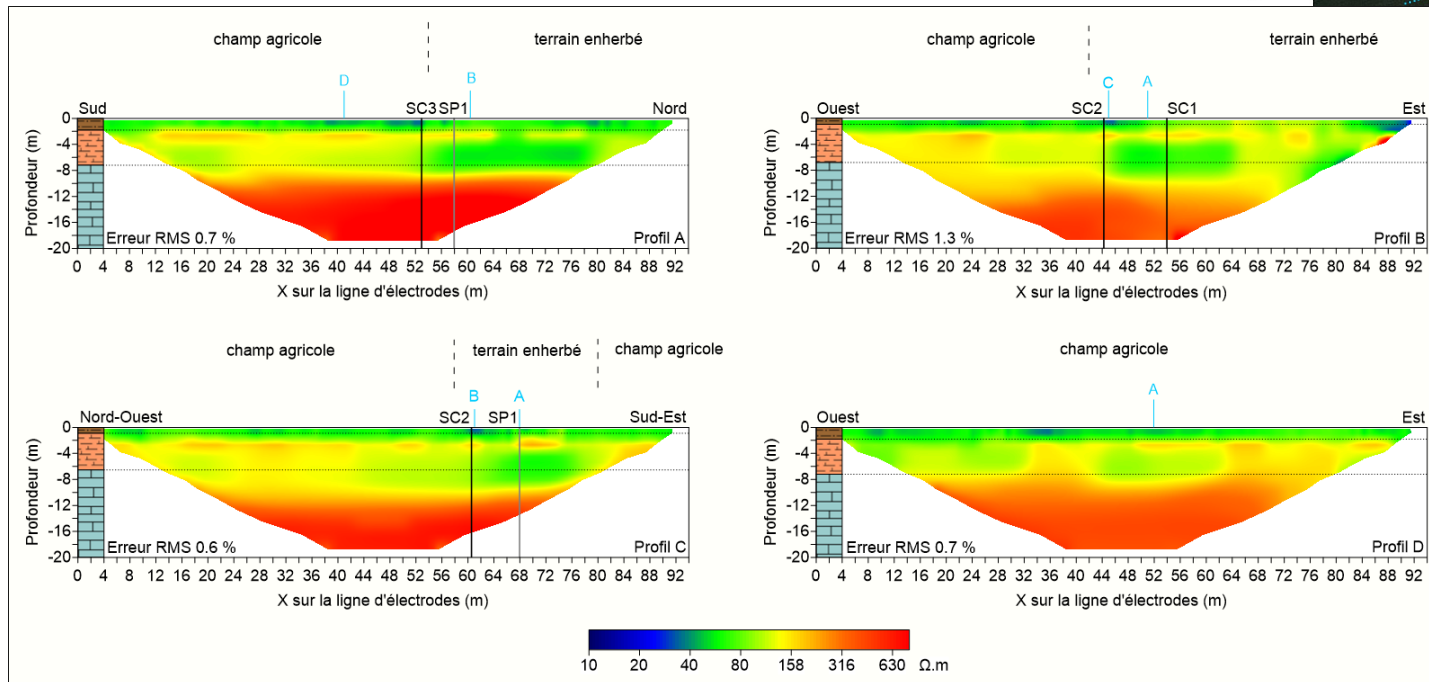 champ agricole terrain enherbé
D B
Sud SC3 SP1 Nord
0
-4
-8
-12
-16
-20
Profondeur (m)
Erreur RMS 0.7 % Profil A
0 4 8 12 16 20 24 28 32 36 40 44 48 52 56 60 64 68 72 76 80 84 88 92
X sur la ligne d'électrodes (m)
champ agricole terrain enherbé
C A
Ouest SC2 SC1 Est
0
-4
-8
-12
-16
-20
Profondeur (m)
Erreur RMS 1.3 % Profil B
0 4 8 12 16 20 24 28 32 36 40 44 48 52 56 60 64 68 72 76 80 84 88 92
X sur la ligne d'électrodes (m)
champ agricole terrain enherbé champ agricole
B A
Nord-Ouest SC2 SP1 Sud-Est
0
-4
-8
-12
-16
-20
Profondeur (m)
Erreur RMS 0.6 % Profil C
0 4 8 12 16 20 24 28 32 36 40 44 48 52 56 60 64 68 72 76 80 84 88 92
X sur la ligne d'électrodes (m)
champ agricole
A
Ouest Est
0
-4
-8
-12
-16
-20
Profondeur (m)
Erreur RMS 0.7 % Profil D
0 4 8 12 16 20 24 28 32 36 40 44 48 52 56 60 64 68 72 76 80 84 88 92
X sur la ligne d'électrodes (m)
10 20 40 80 158 316 630 Ω.m